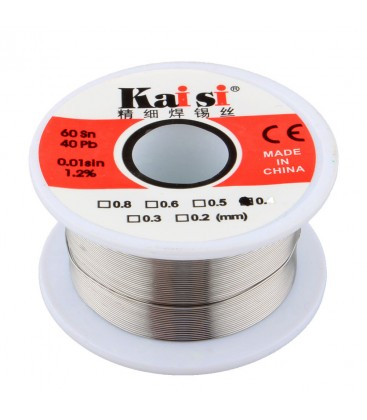 Kaisi®
精细焊锡丝
60 Sn
40 Pb
0.01sin
1.2%
CE
MADE
IN
CHINA
0.8 0.6 0.5
0.3 0.2 (mm)